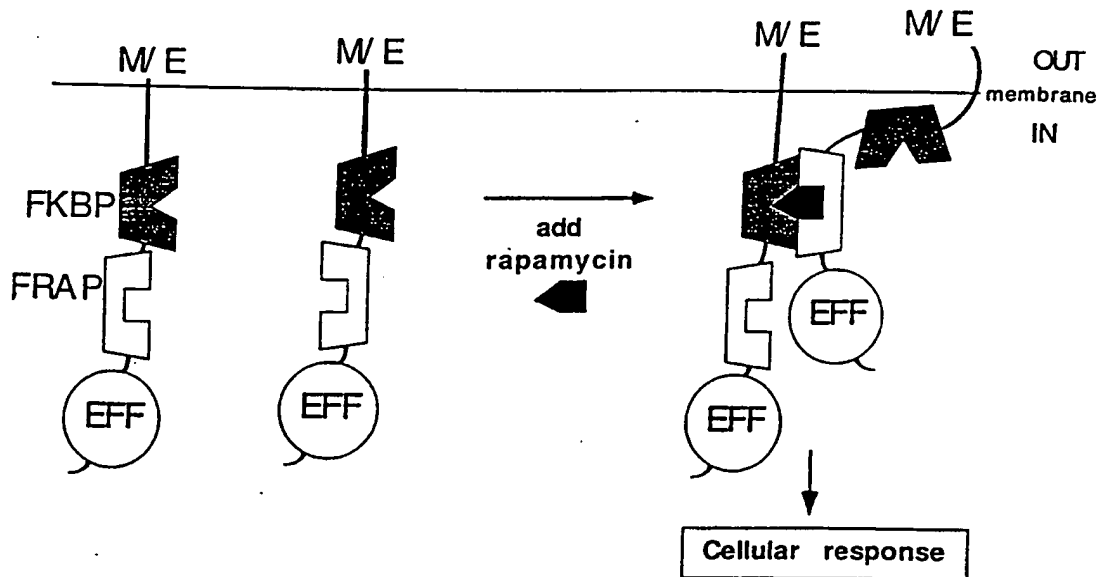 M/E
M/E
M/E
M/E
OUT
membrane
IN
FKBP
add
rapamycin
FRAP
EFF
EFF
EFF
EFF
Cellular response